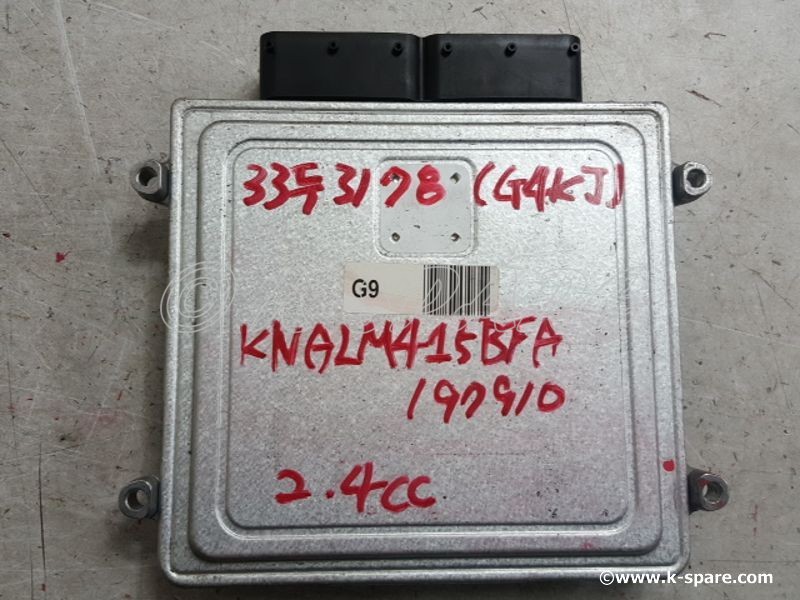 33두3178 (G4KJ)
G9
KNALM415BFA
197910
2.4cc
©www.k-spare.com